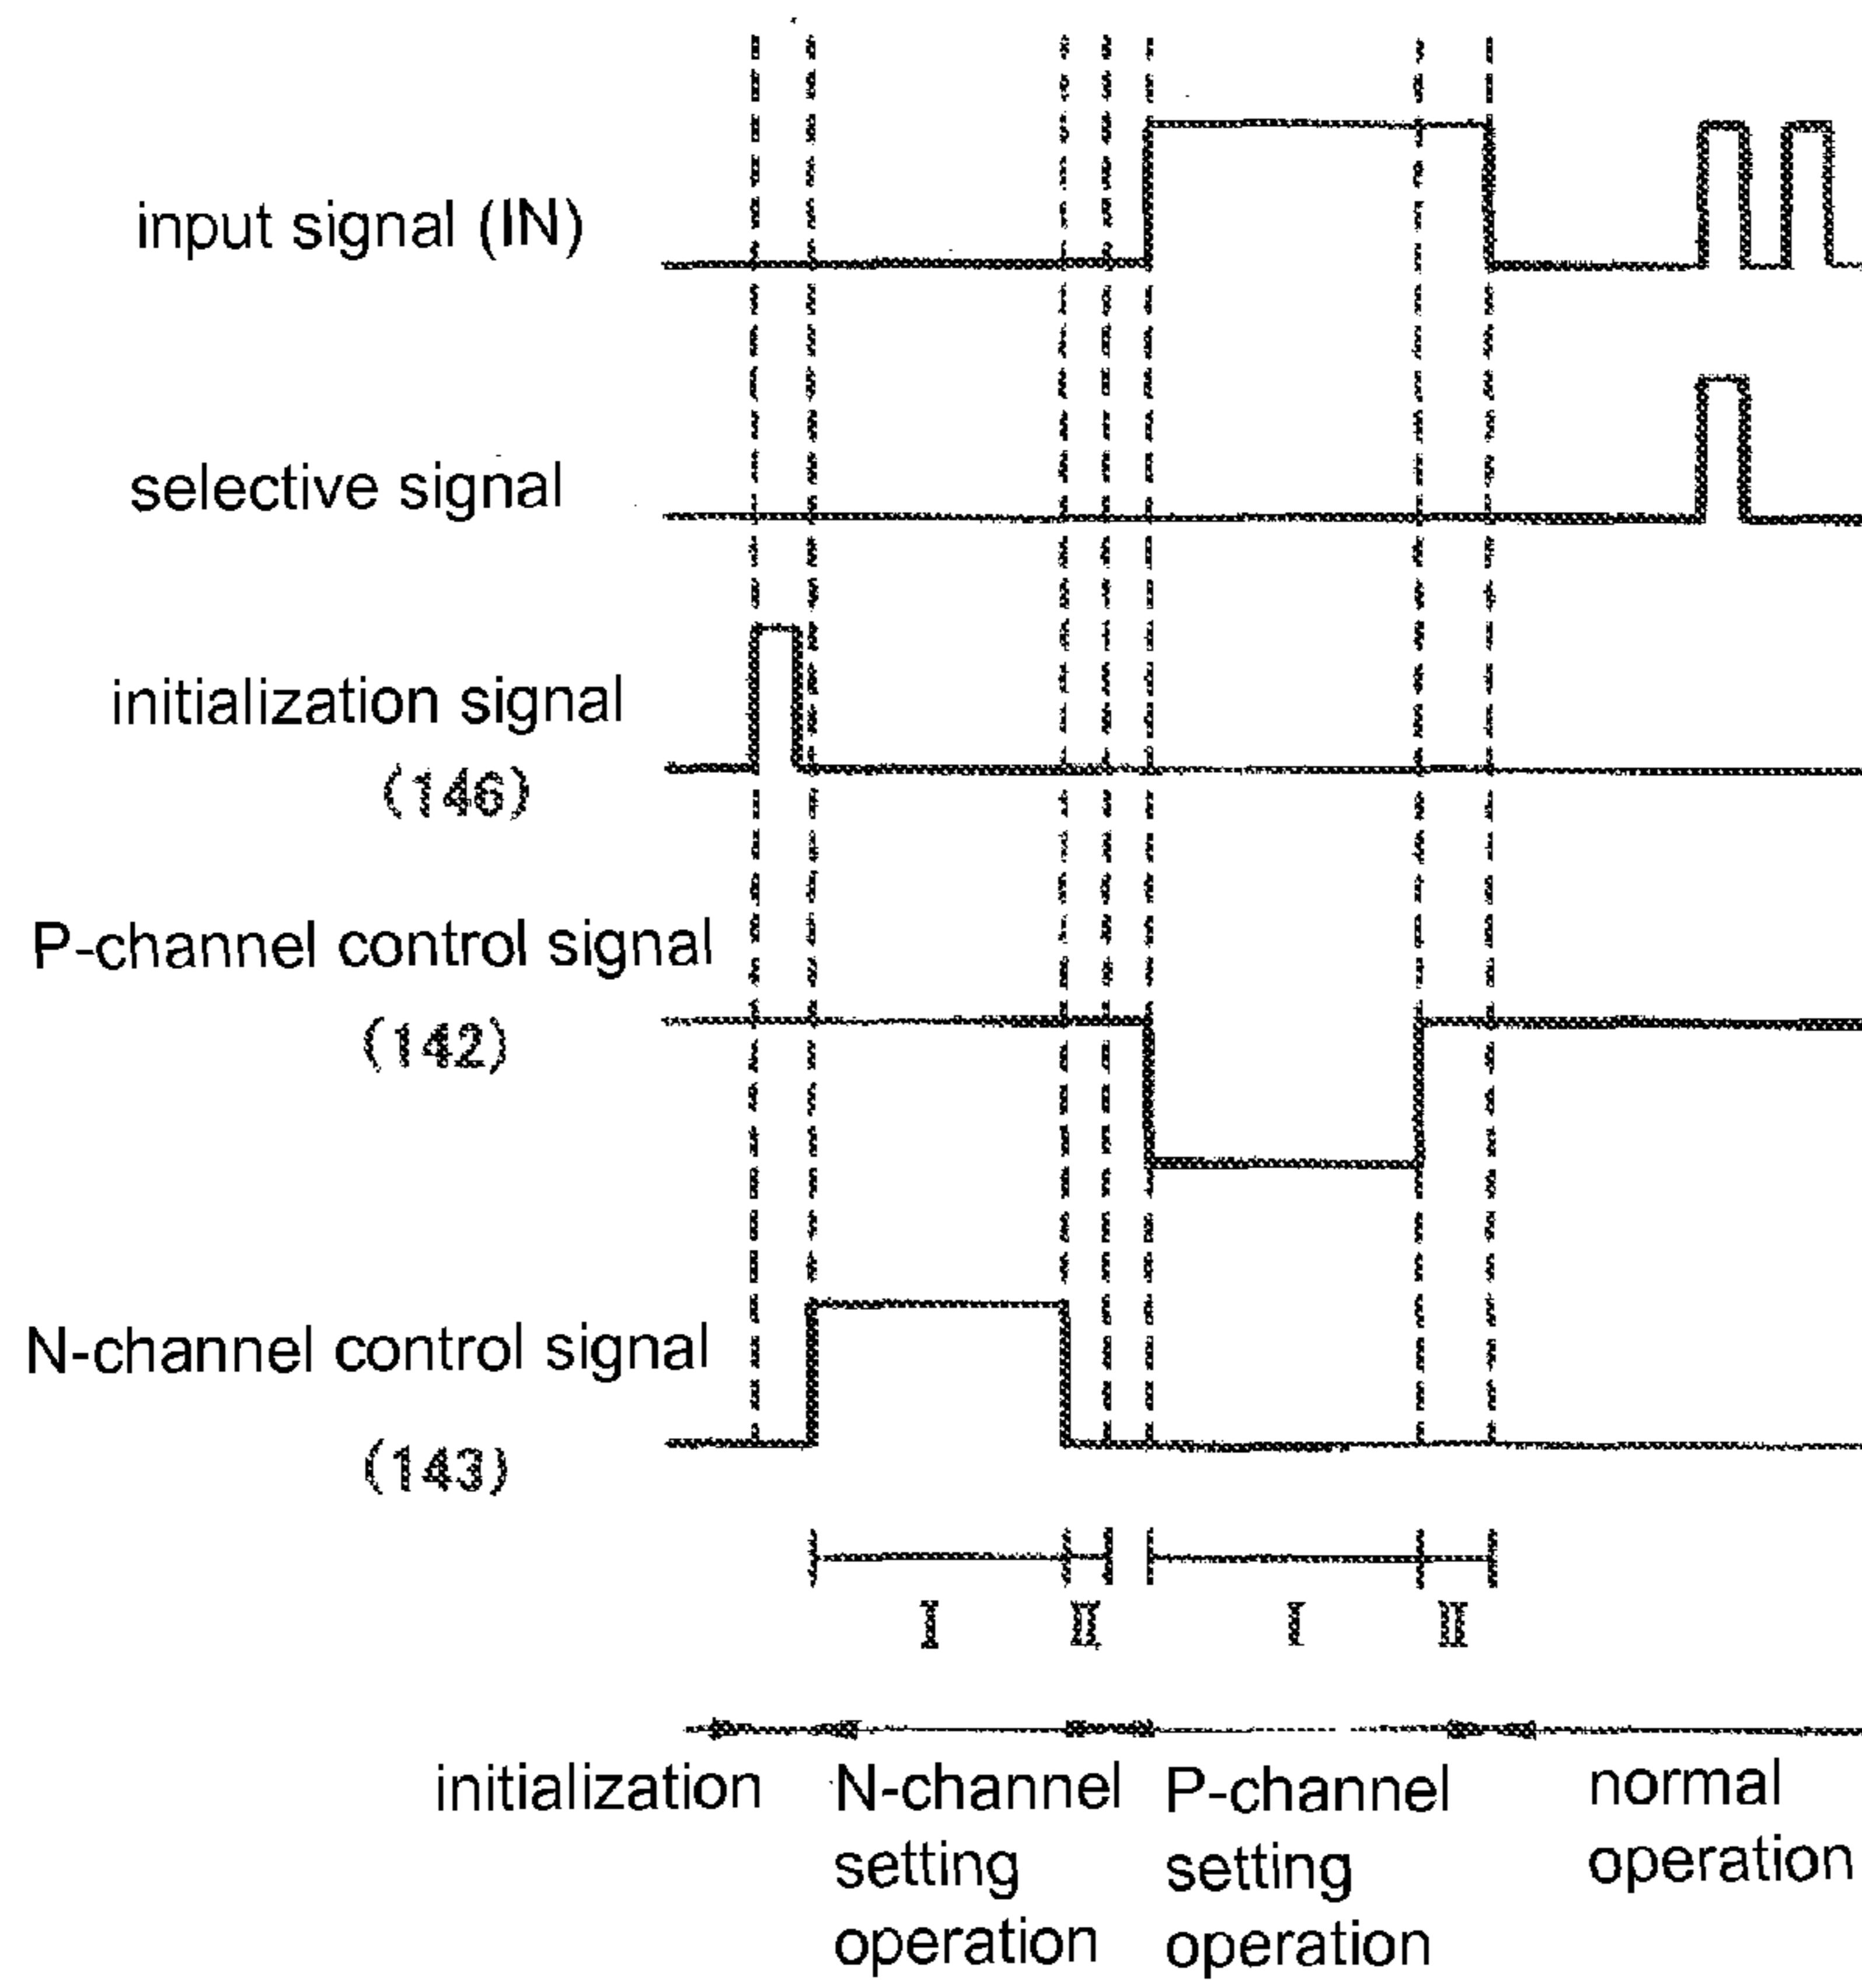 input signal (IN)
selective signal
initialization signal
(146)
P-channel control signal
(142)
N-channel control signal
(143)
I II I II
initialization
N-channel
setting
operation
P-channel
setting
operation
normal
operation